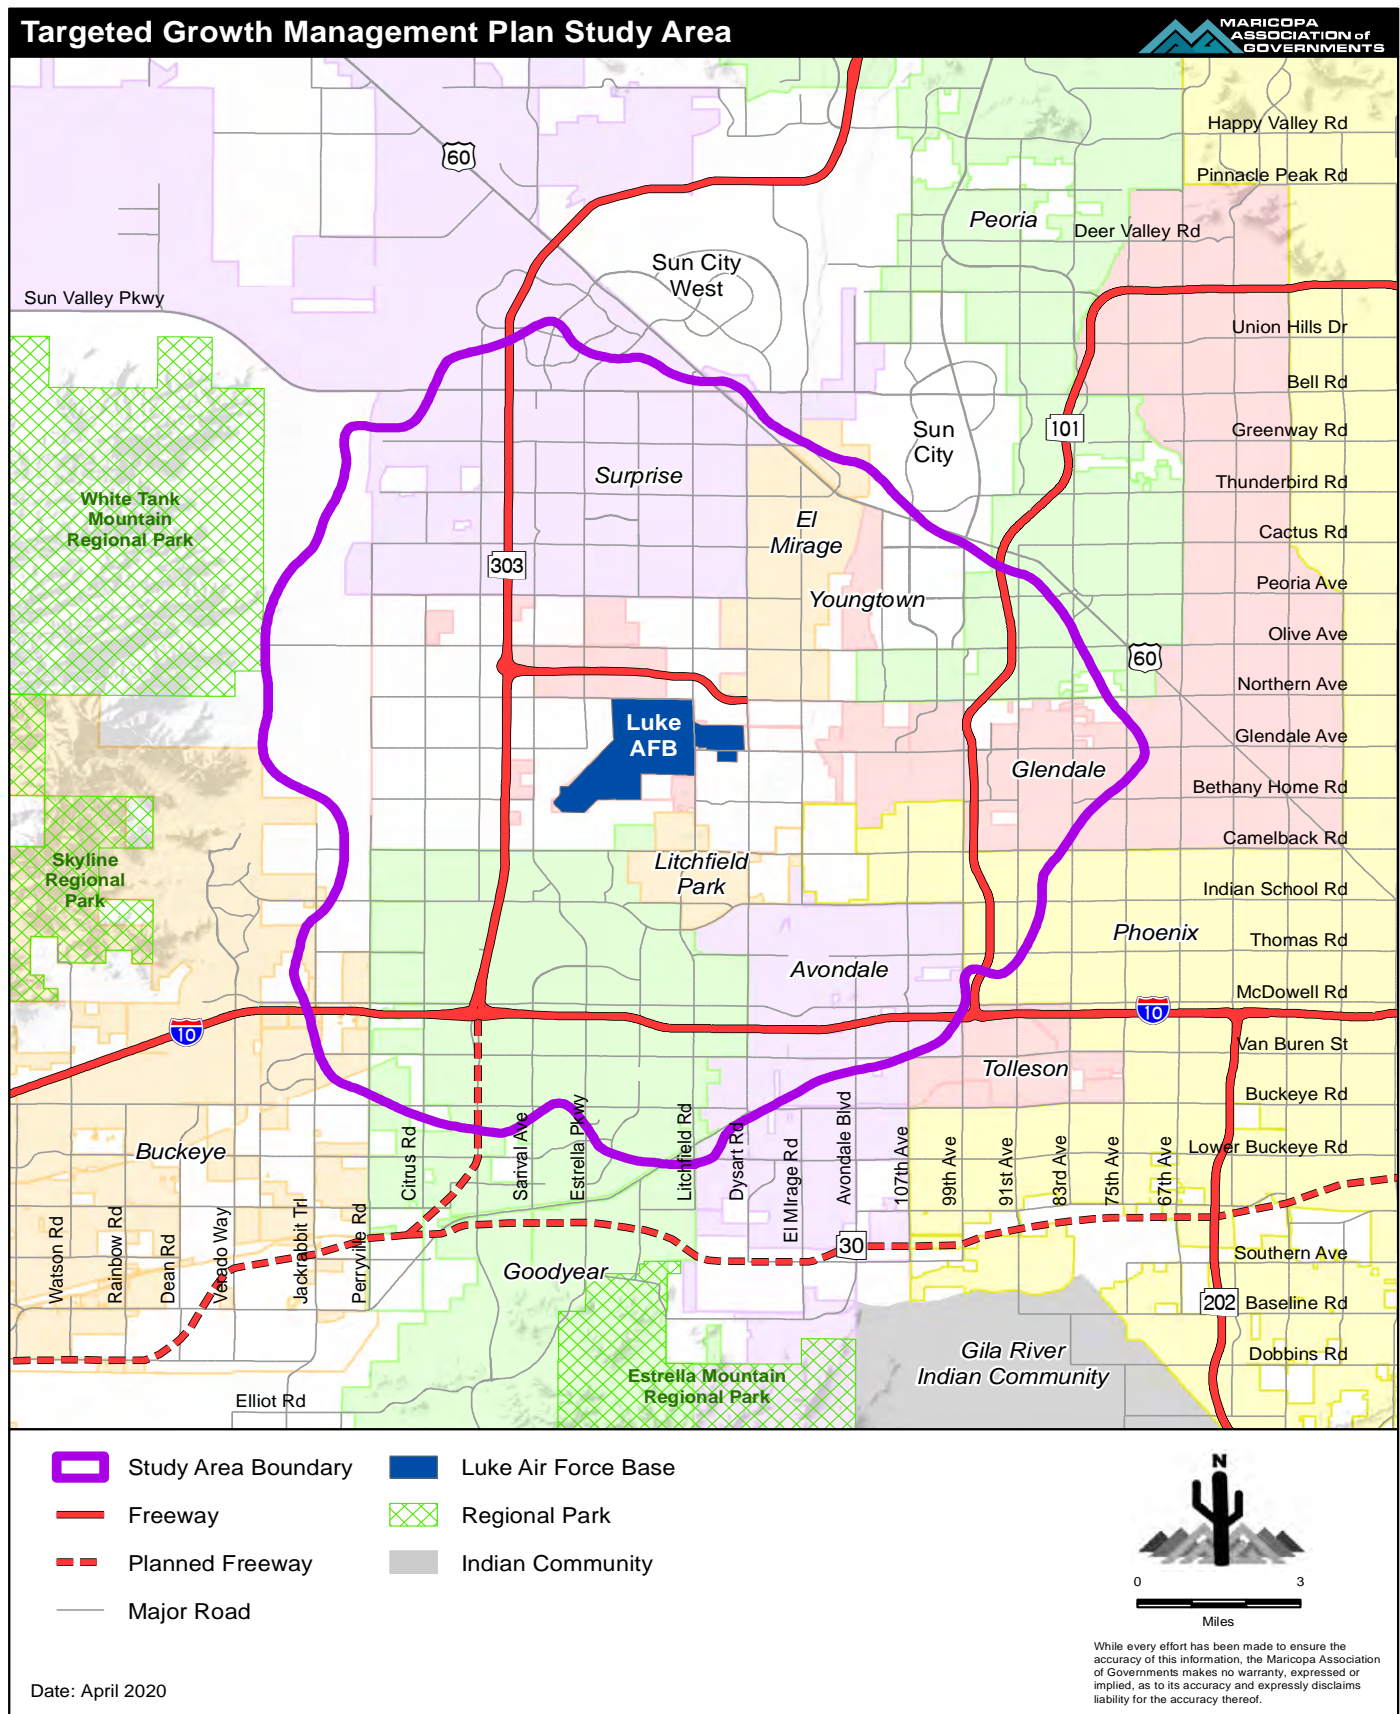 Targeted Growth Management Plan Study Area
MARICOPA
ASSOCIATION of
GOVERNMENTS
Happy Valley Rd
60
Pinnacle Peak Rd
Peoria
Deer Valley Rd
Sun City
West
Sun Valley Pkwy
Union Hills Dr
Bell Rd
101
Sun
City
Greenway Rd
Surprise
Thunderbird Rd
White Tank
Mountain
Regional Park
El
Mirage
Cactus Rd
303
Peoria Ave
Youngtown
Olive Ave
60
Northern Ave
Luke
AFB
Glendale Ave
Glendale
Bethany Home Rd
Camelback Rd
Skyline
Regional
Park
Litchfield
Park
Indian School Rd
Phoenix
Thomas Rd
Avondale
McDowell Rd
10
10
Van Buren St
Tolleson
Buckeye Rd
Buckeye
Lower Buckeye Rd
Citrus Rd
Sarival Ave
Estrella Pkwy
Litchfield Rd
Dysart Rd
El MIrage Rd
Avondale Blvd
107th Ave
99th Ave
91st Ave
83rd Ave
75th Ave
67th Ave
Watson Rd
Rainbow Rd
Dean Rd
Verado Way
Jackrabbit Trl
Perryville Rd
30
Southern Ave
Goodyear
202
Baseline Rd
Gila River
Indian Community
Dobbins Rd
Estrella Mountain
Regional Park
Elliot Rd
Study Area Boundary
Luke Air Force Base
Freeway
Regional Park
Planned Freeway
Indian Community
Major Road
N
0 3
Miles
While every effort has been made to ensure the
accuracy of this information, the Maricopa Association
of Governments makes no warranty, expressed or
implied, as to its accuracy and expressly disclaims
liability for the accuracy thereof.
Date: April 2020